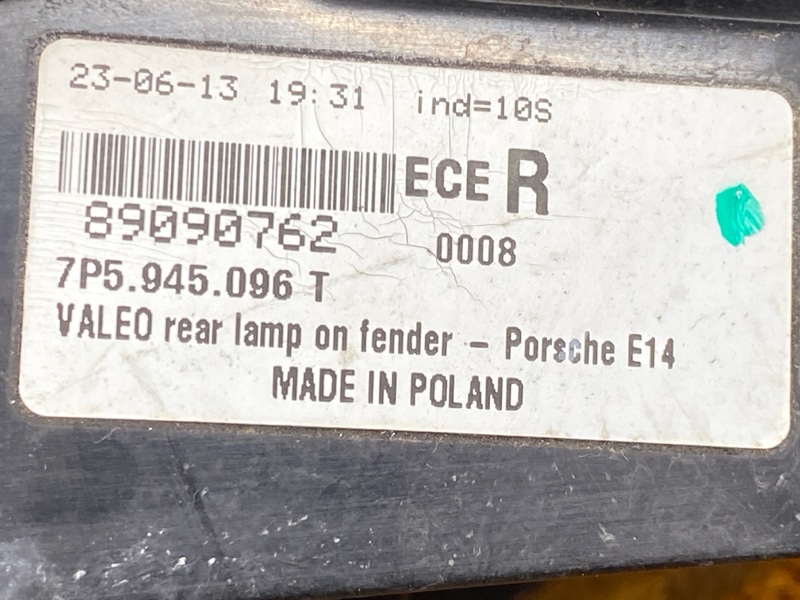 23-06-13 19:31 ind=10S
ECE R
89090762 0008
7P5.945.096 T
VALEO rear lamp on fender - Porsche E14
MADE IN POLAND